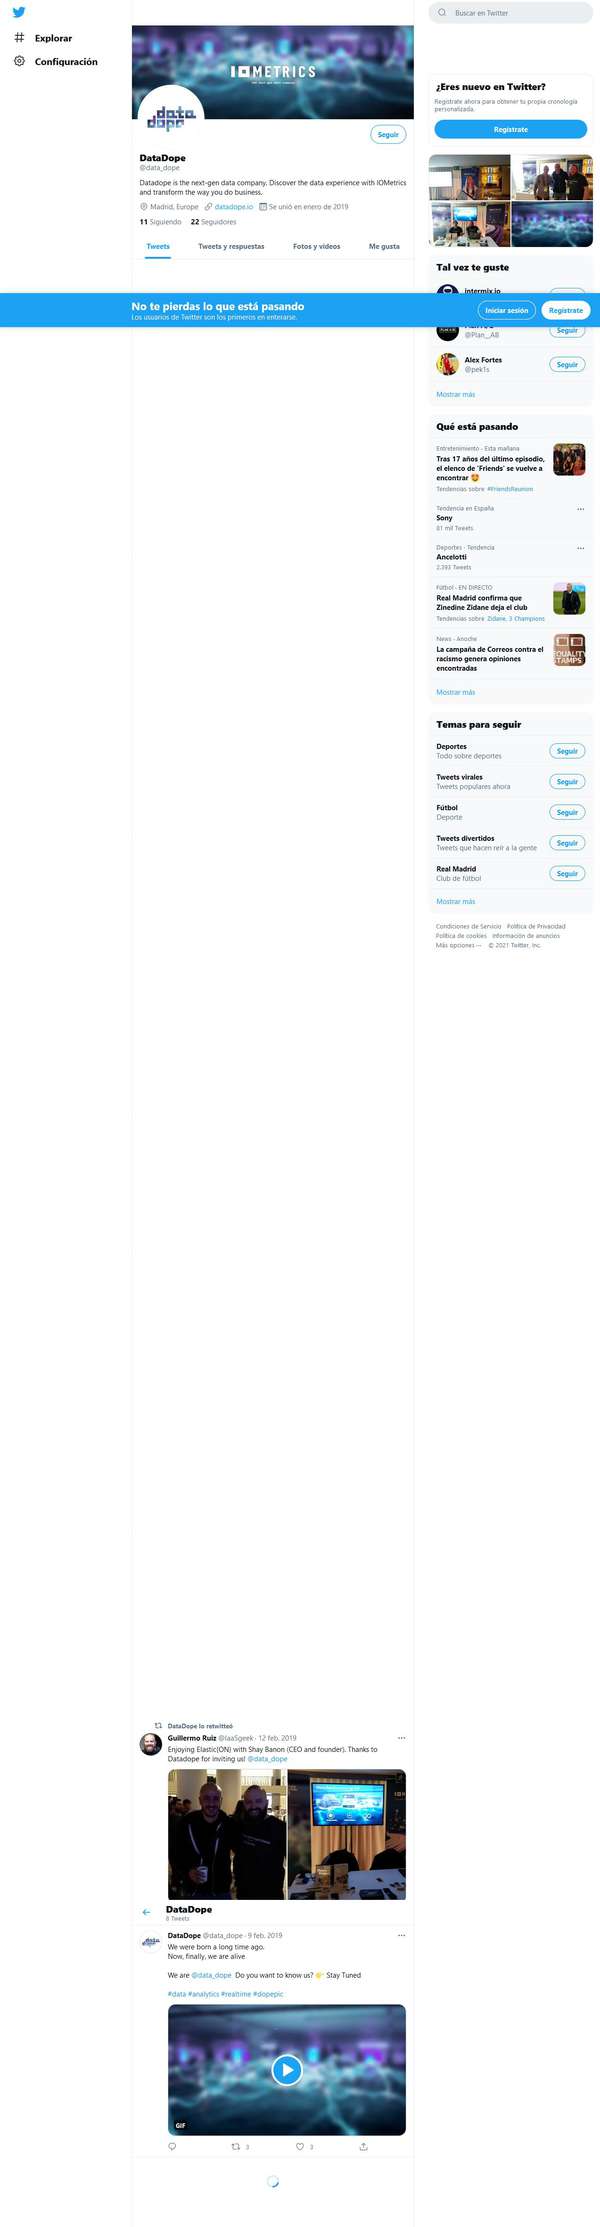 Explorar
Configuración
IOMETRICS
data
dope
Seguir
DataDope
@data_dope
Datadope is the next-gen data company. Discover the data experience with IOMetrics
and transform the way you do business.
Madrid, Europe datadope.io Se unió en enero de 2019
11 Siguiendo 22 Seguidores
Tweets Tweets y respuestas Fotos y vídeos Me gusta
Buscar en Twitter
¿Eres nuevo en Twitter?
Regístrate ahora para obtener tu propia cronología
personalizada.
Regístrate
Tal vez te guste
intermix.io
No te pierdas lo que está pasando
Los usuarios de Twitter son los primeros en enterarse.
Iniciar sesión Regístrate
@Plan__AB
Seguir
Alex Fortes
@pek1s
Seguir
Mostrar más
Qué está pasando
Entretenimiento · Esta mañana
Tras 17 años del último episodio,
el elenco de 'Friends' se vuelve a
encontrar 🤩
Tendencias sobre #FriendsReunion
Tendencia en España
Sony
81 mil Tweets
Deportes · Tendencia
Ancelotti
2.393 Tweets
Fútbol · EN DIRECTO
Real Madrid confirma que
Zinedine Zidane deja el club
Tendencias sobre Zidane, 3 Champions
News · Anoche
La campaña de Correos contra el
racismo genera opiniones
encontradas
EQUALITY
STAMPS
Mostrar más
Temas para seguir
Deportes
Todo sobre deportes
Seguir
Tweets virales
Tweets populares ahora
Seguir
Fútbol
Deporte
Seguir
Tweets divertidos
Tweets que hacen reír a la gente
Seguir
Real Madrid
Club de fútbol
Seguir
Mostrar más
Condiciones de Servicio Política de Privacidad
Política de cookies Información de anuncios
Más opciones ··· © 2021 Twitter, Inc.
DataDope lo retwitteó
Guillermo Ruiz @IaaSgeek · 12 feb. 2019
Enjoying Elastic(ON) with Shay Banon (CEO and founder). Thanks to
Datadope for inviting us! @data_dope
DataDope
8 Tweets
DataDope @data_dope · 9 feb. 2019
We were born a long time ago.
Now, finally, we are alive
We are @data_dope Do you want to know us? 👉 Stay Tuned
#data #analytics #realtime #dopepic
GIF
3 3